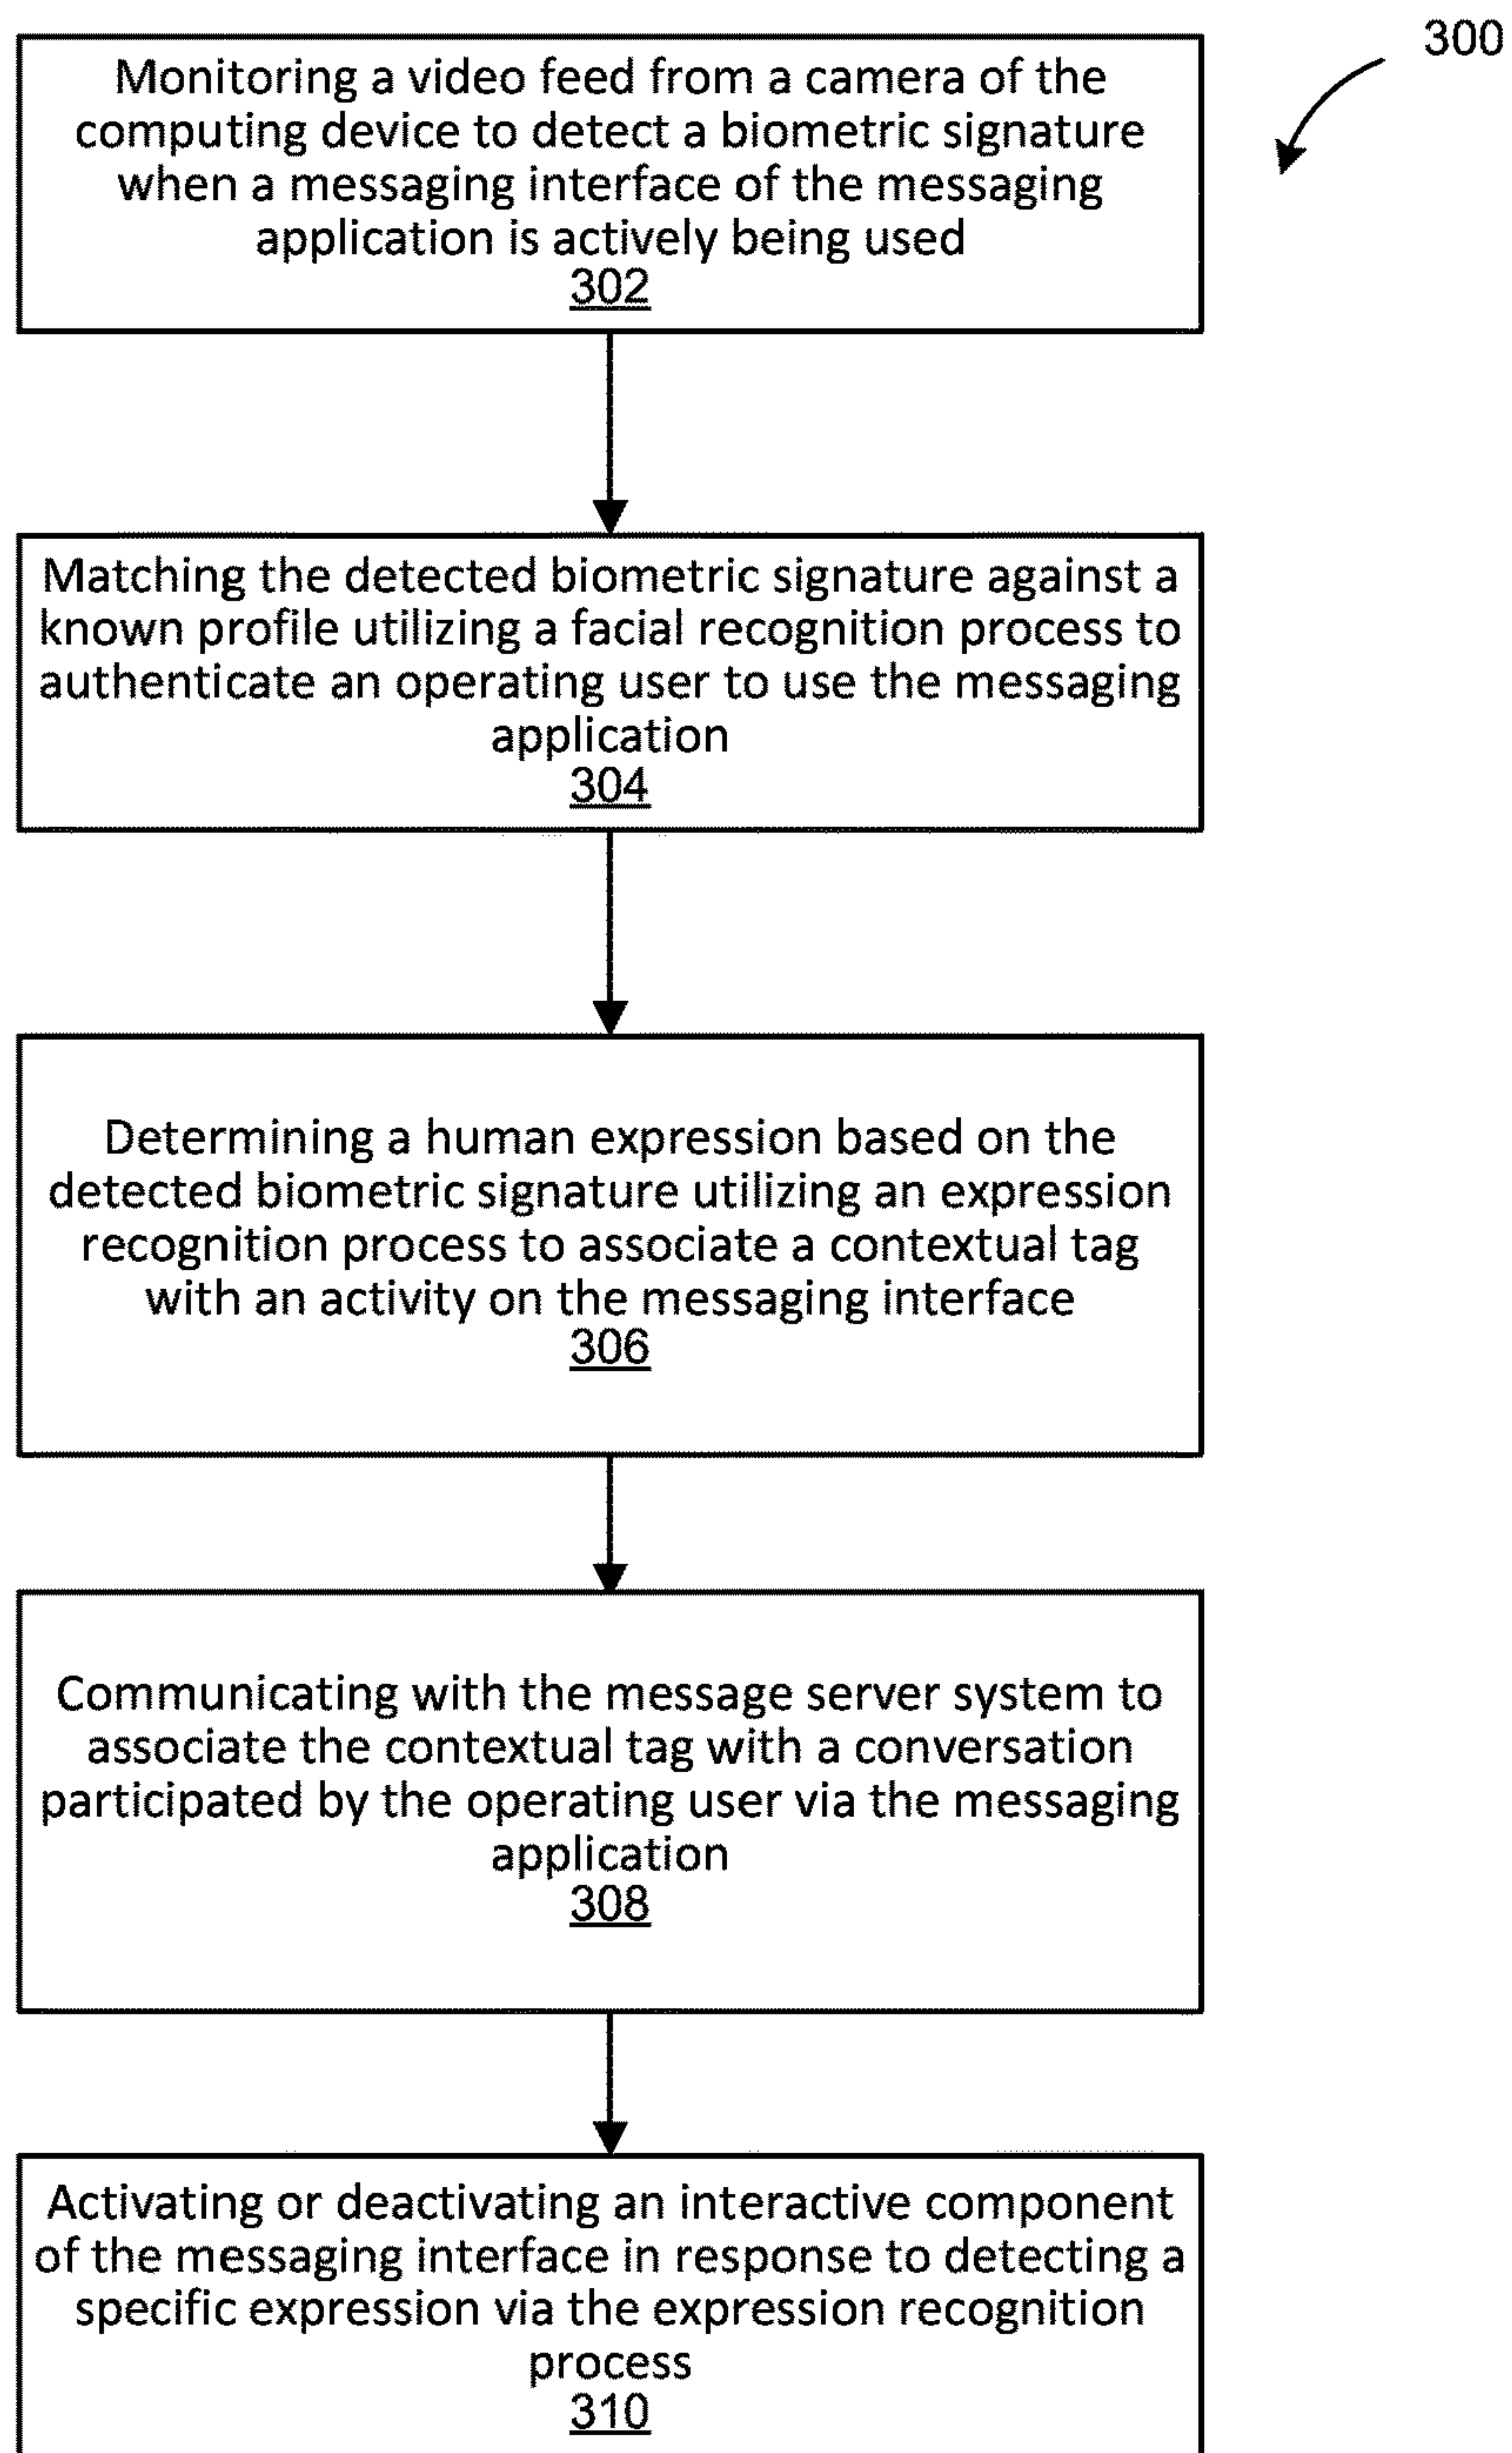 300
Monitoring a video feed from a camera of the
computing device to detect a biometric signature
when a messaging interface of the messaging
application is actively being used
302
Matching the detected biometric signature against a
known profile utilizing a facial recognition process to
authenticate an operating user to use the messaging
application
304
Determining a human expression based on the
detected biometric signature utilizing an expression
recognition process to associate a contextual tag
with an activity on the messaging interface
306
Communicating with the message server system to
associate the contextual tag with a conversation
participated by the operating user via the messaging
application
308
Activating or deactivating an interactive component
of the messaging interface in response to detecting a
specific expression via the expression recognition
process
310